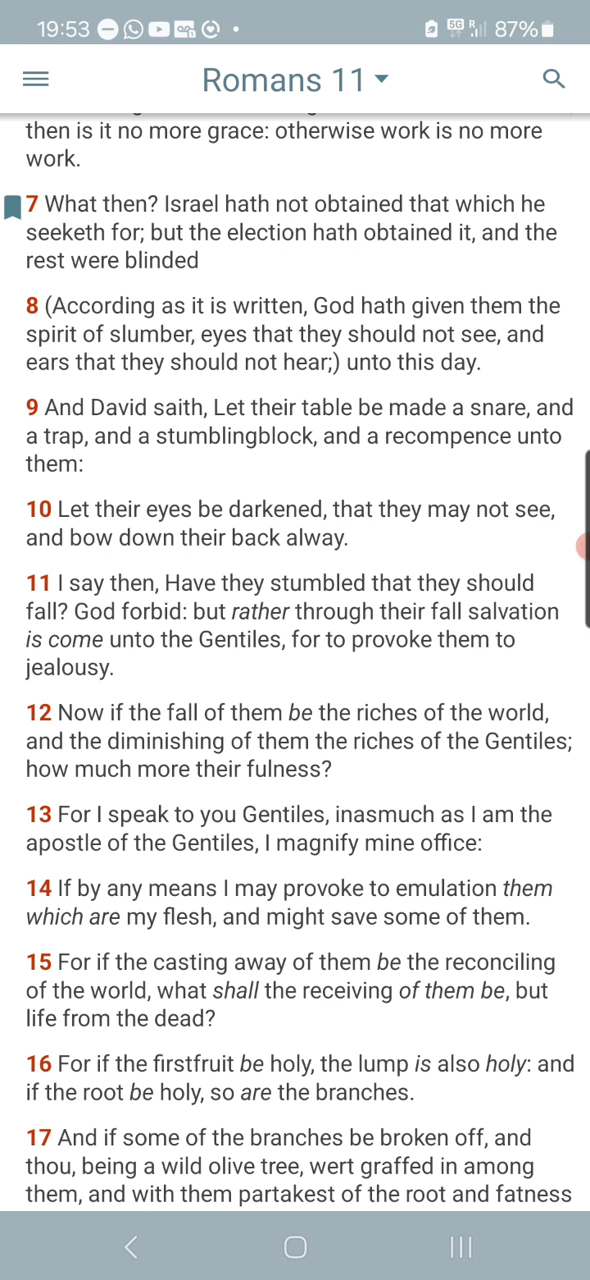 19:53
5G R 87%
Romans 11
then is it no more grace: otherwise work is no more
work.
7 What then? Israel hath not obtained that which he
seeketh for; but the election hath obtained it, and the
rest were blinded
8 (According as it is written, God hath given them the
spirit of slumber, eyes that they should not see, and
ears that they should not hear;) unto this day.
9 And David saith, Let their table be made a snare, and
a trap, and a stumblingblock, and a recompence unto
them:
10 Let their eyes be darkened, that they may not see,
and bow down their back alway.
11 I say then, Have they stumbled that they should
fall? God forbid: but rather through their fall salvation
is come unto the Gentiles, for to provoke them to
jealousy.
12 Now if the fall of them be the riches of the world,
and the diminishing of them the riches of the Gentiles;
how much more their fulness?
13 For I speak to you Gentiles, inasmuch as I am the
apostle of the Gentiles, I magnify mine office:
14 If by any means I may provoke to emulation them
which are my flesh, and might save some of them.
15 For if the casting away of them be the reconciling
of the world, what shall the receiving of them be, but
life from the dead?
16 For if the firstfruit be holy, the lump is also holy: and
if the root be holy, so are the branches.
17 And if some of the branches be broken off, and
thou, being a wild olive tree, wert graffed in among
them, and with them partakest of the root and fatness